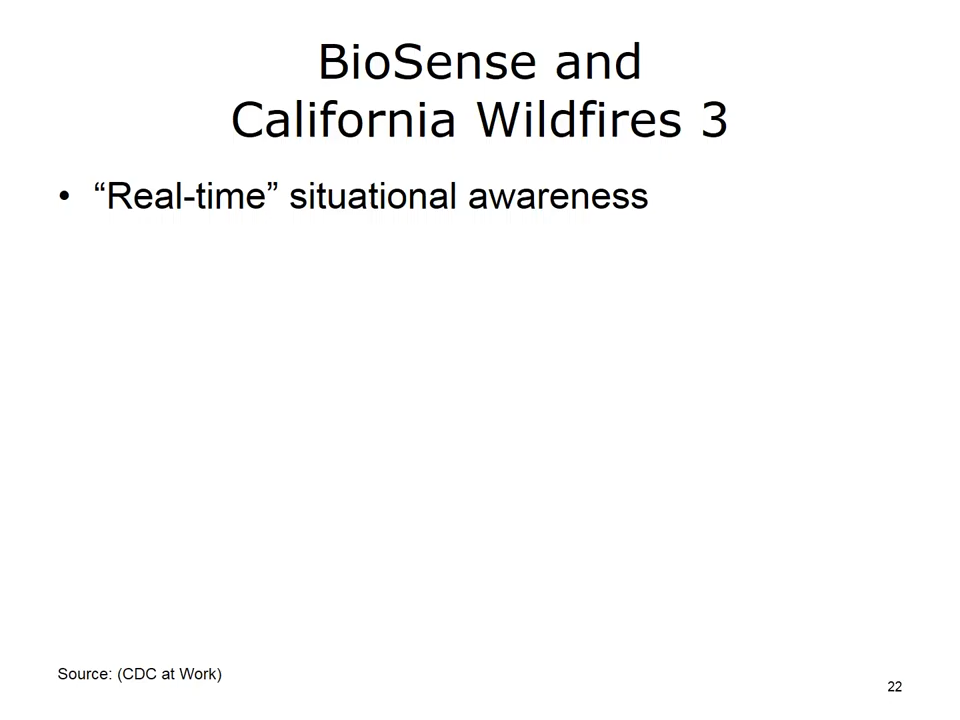 BioSense and
California Wildfires 3
• “Real-time” situational awareness
Source: (CDC at Work)
22